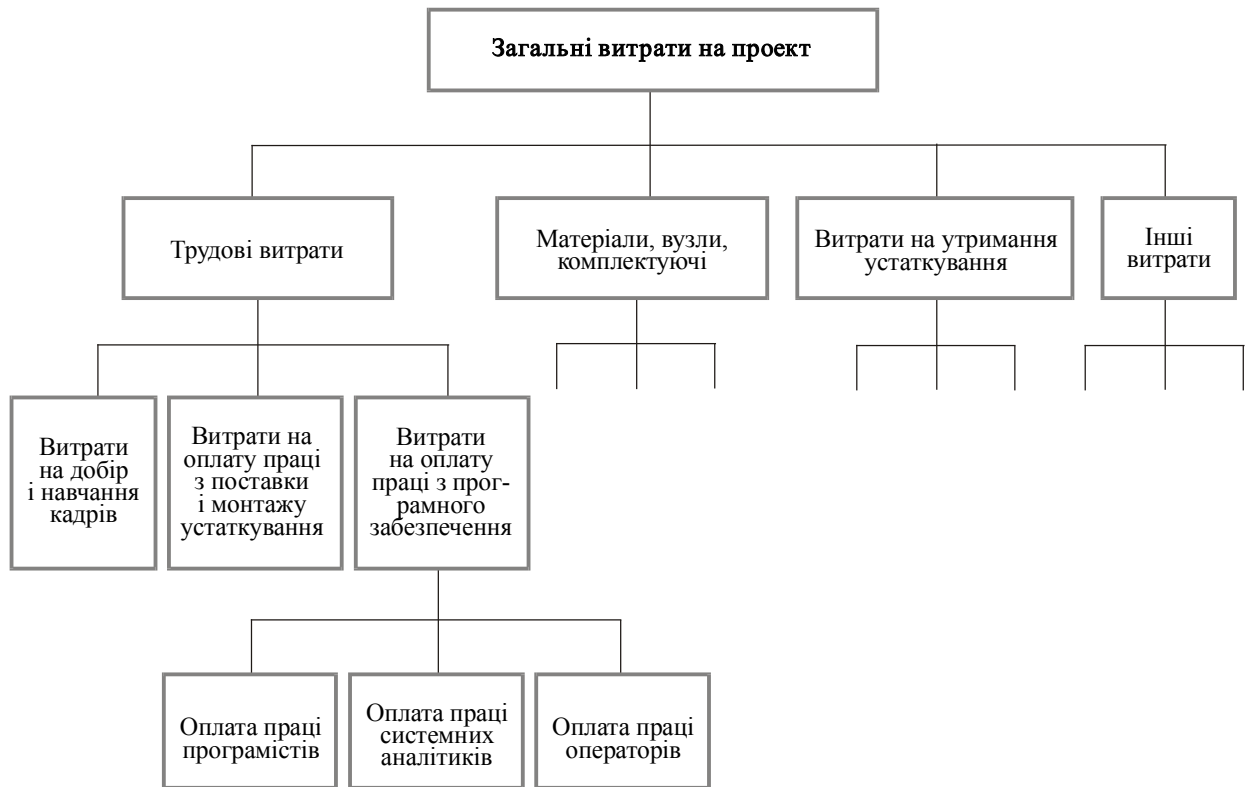 Загальні витрати на проект
Трудові витрати
Матеріали, вузли,
комплектуючі
Витрати на утримання
устаткування
Інші
витрати
Витрати
на добір
і навчання
кадрів
Витрати на
оплату праці
з поставки
і монтажу
устаткування
Витрати
на оплату
праці з прог-
рамного
забезпечення
Оплата праці
програмістів
Оплата праці
системних
аналітиків
Оплата праці
операторів